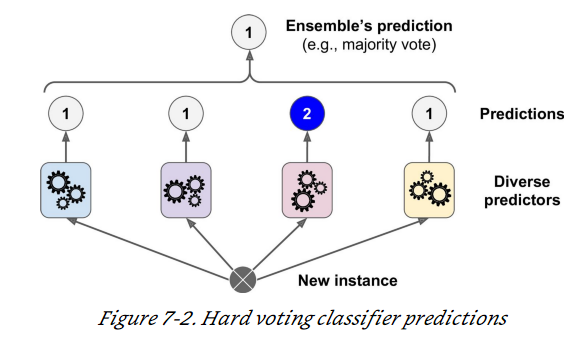 1
Ensemble's prediction
(e.g., majority vote)
1 1 2 1
Predictions
Diverse
predictors
New instance
Figure 7-2. Hard voting classifier predictions